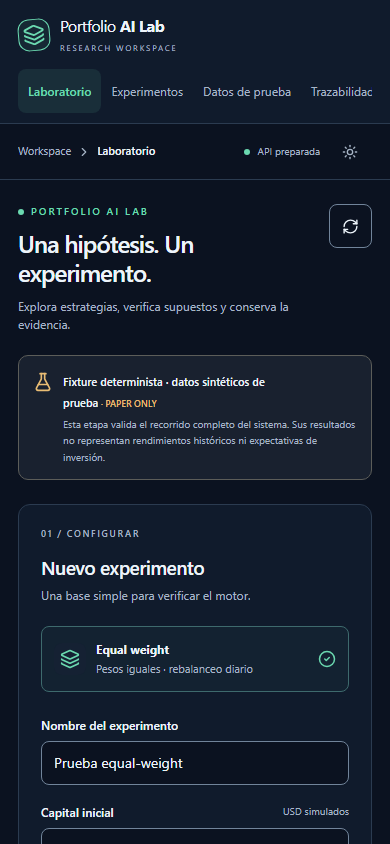 Portfolio AI Lab
RESEARCH WORKSPACE
Laboratorio Experimentos Datos de prueba Trazabilidac
Workspace Laboratorio API preparada
PORTFOLIO AI LAB
Una hipótesis. Un
experimento.
Explora estrategias, verifica supuestos y conserva la
evidencia.
Fixture determinista · datos sintéticos de
prueba · PAPER ONLY
Esta etapa valida el recorrido completo del sistema. Sus resultados
no representan rendimientos históricos ni expectativas de
inversión.
01 / CONFIGURAR
Nuevo experimento
Una base simple para verificar el motor.
Equal weight
Pesos iguales · rebalanceo diario
Nombre del experimento
Prueba equal-weight
Capital inicial USD simulados